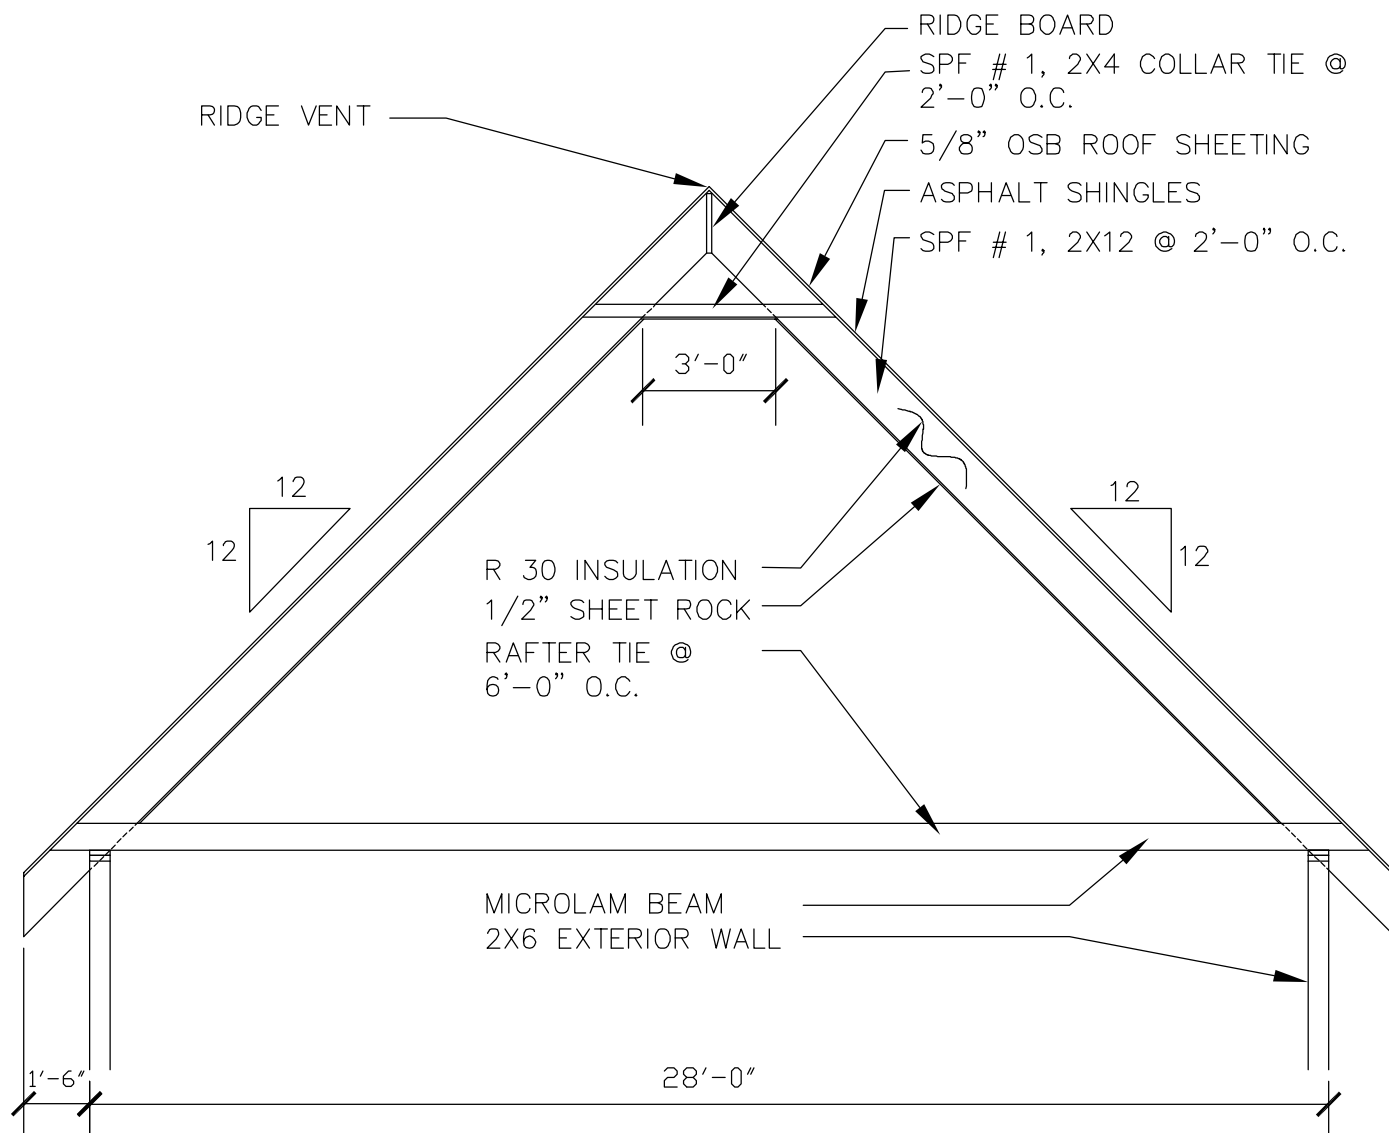 RIDGE BOARD
SPF # 1, 2X4 COLLAR TIE @
2'-0" O.C.
RIDGE VENT
5/8" OSB ROOF SHEETING
ASPHALT SHINGLES
SPF # 1, 2X12 @ 2'-0" O.C.
3'-0"
12
12
12
12
R 30 INSULATION
1/2" SHEET ROCK
RAFTER TIE @
6'-0" O.C.
MICROLAM BEAM
2X6 EXTERIOR WALL
1'-6"
28'-0"